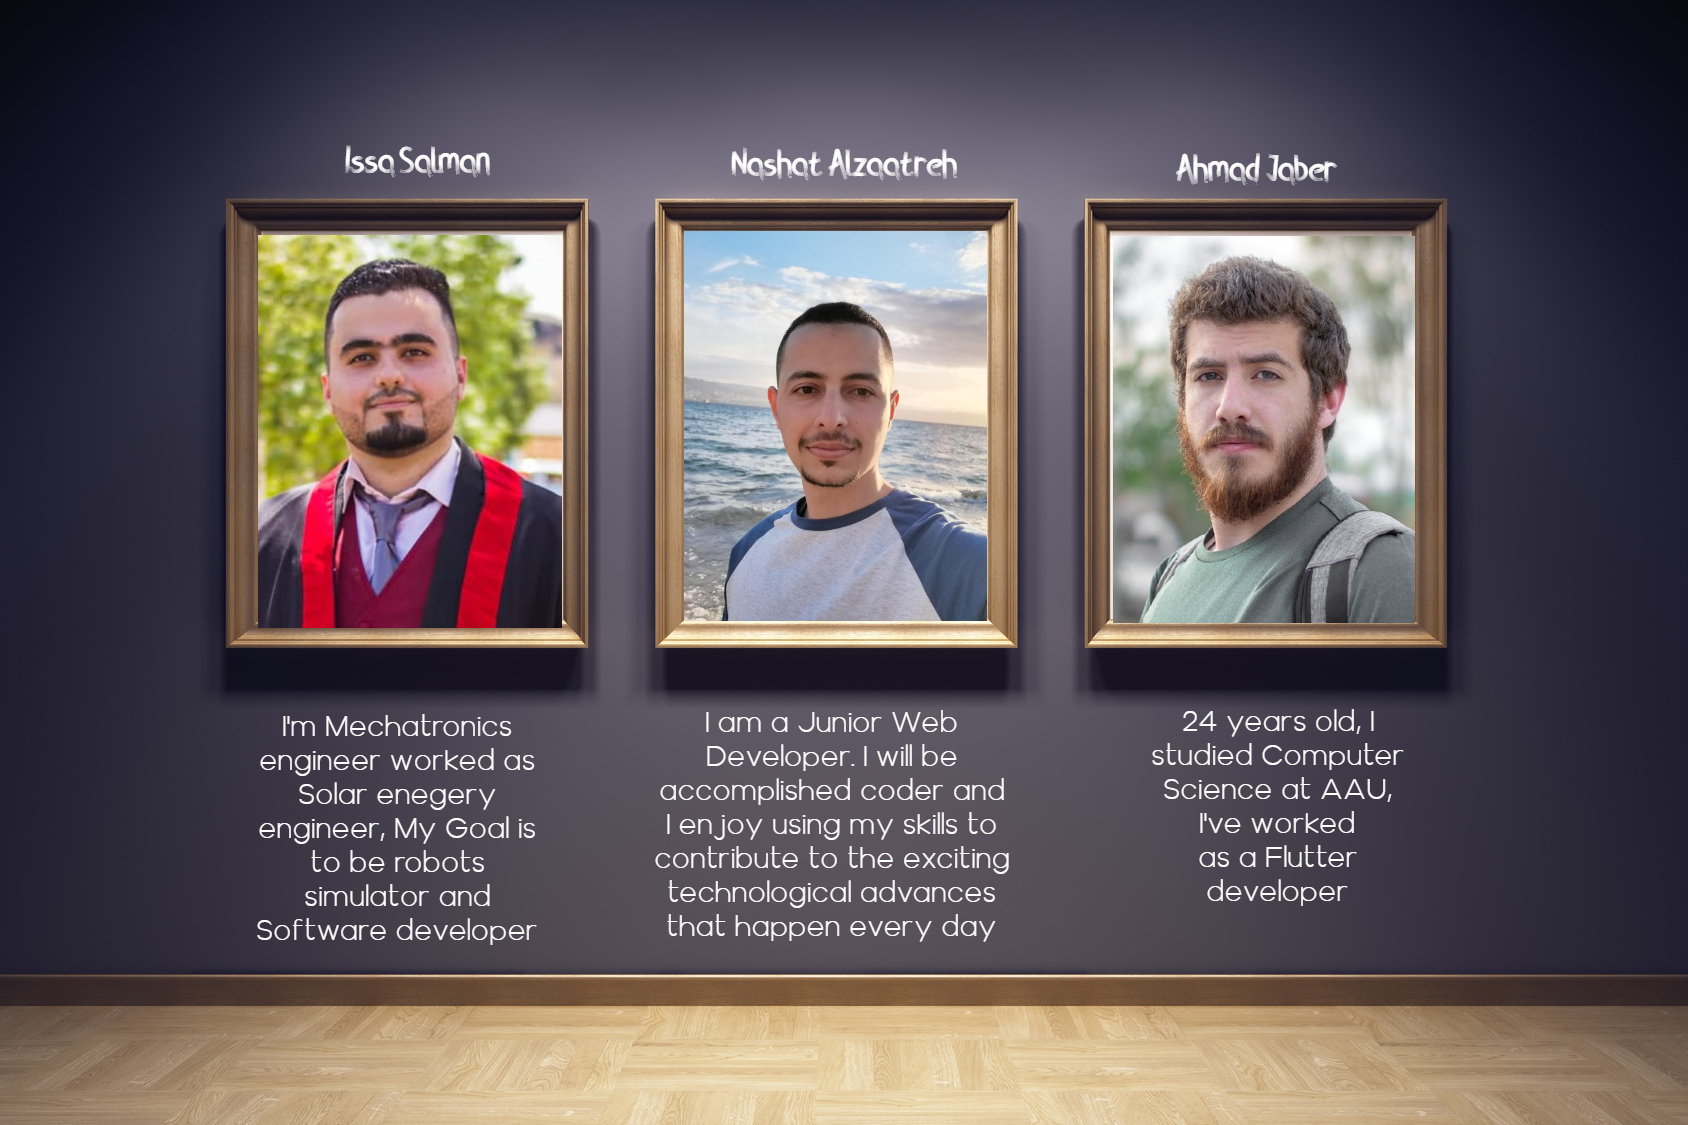 Issa Salman
I'm Mechatronics
engineer worked as
Solar enegery
engineer, My Goal is
to be robots
simulator and
Software developer
Nashat Alzaatreh
I am a Junior Web
Developer. I will be
accomplished coder and
I enjoy using my skills to
contribute to the exciting
technological advances
that happen every day
Ahmad Jaber
24 years old, I
studied Computer
Science at AAU,
I've worked
as a Flutter
developer